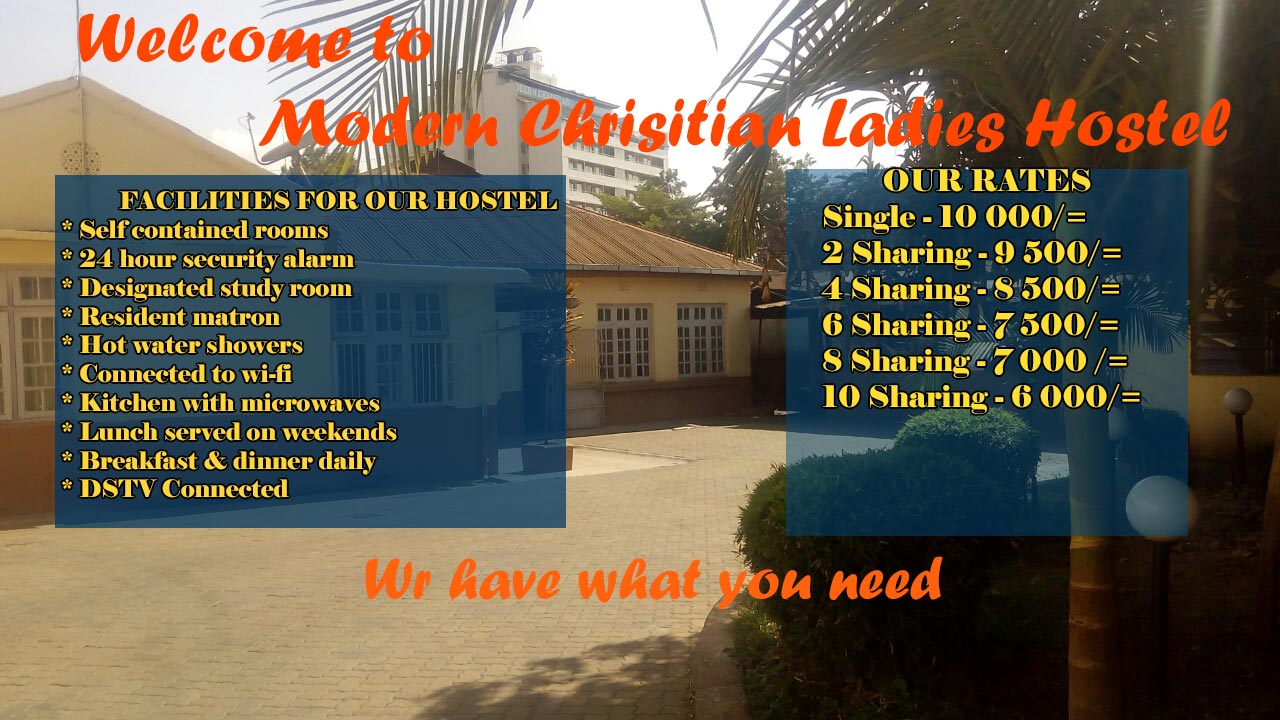 Welcome to
Modern Chrisitian Ladies Hostel
FACILITIES FOR OUR HOSTEL
* Self contained rooms
* 24 hour security alarm
* Designated study room
* Resident matron
* Hot water showers
* Connected to wi-fi
* Kitchen with microwaves
* Lunch served on weekends
* Breakfast & dinner daily
* DSTV Connected
OUR RATES
Single - 10 000/=
2 Sharing - 9 500/=
4 Sharing - 8 500/=
6 Sharing - 7 500/=
8 Sharing - 7 000 /=
10 Sharing - 6 000/=
Wr have what you need